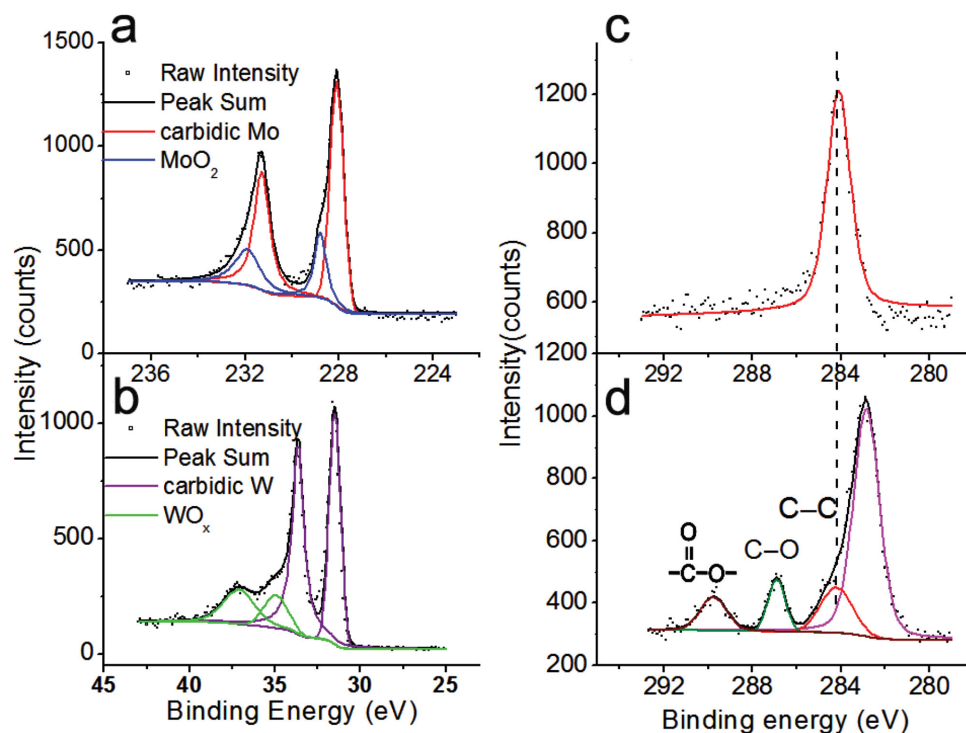 a
1500
1000
500
0
Raw Intensity
Peak Sum
carbidic Mo
MoO₂
236
232
228
224
b
1000
500
0
Raw Intensity
Peak Sum
carbidic W
WOₓ
45
40
35
30
25
Binding Energy (eV)
Intensity (counts)
c
1200
1000
800
600
1200
292
288
284
280
d
1000
800
600
400
200
O
–C–O–
C–O
C–C
292
288
284
280
Binding energy (eV)
Intensity(counts)